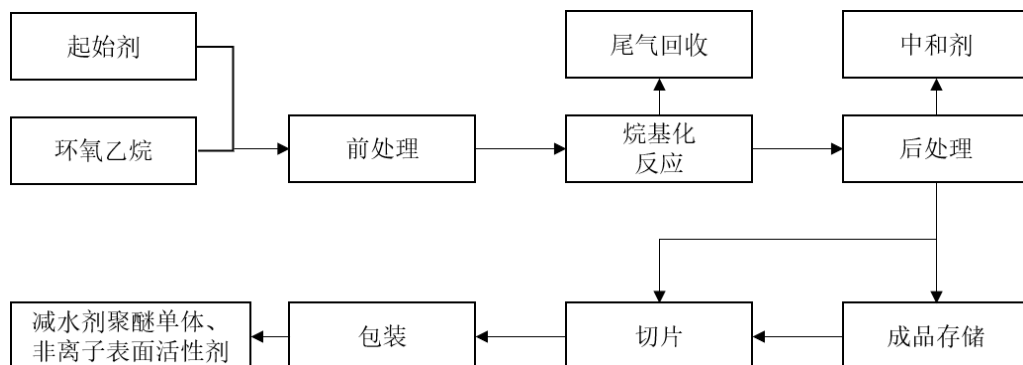 起始剂
尾气回收
中和剂
环氧乙烷
前处理
烷基化
反应
后处理
减水剂聚醚单体、
非离子表面活性剂
包装
切片
成品存储